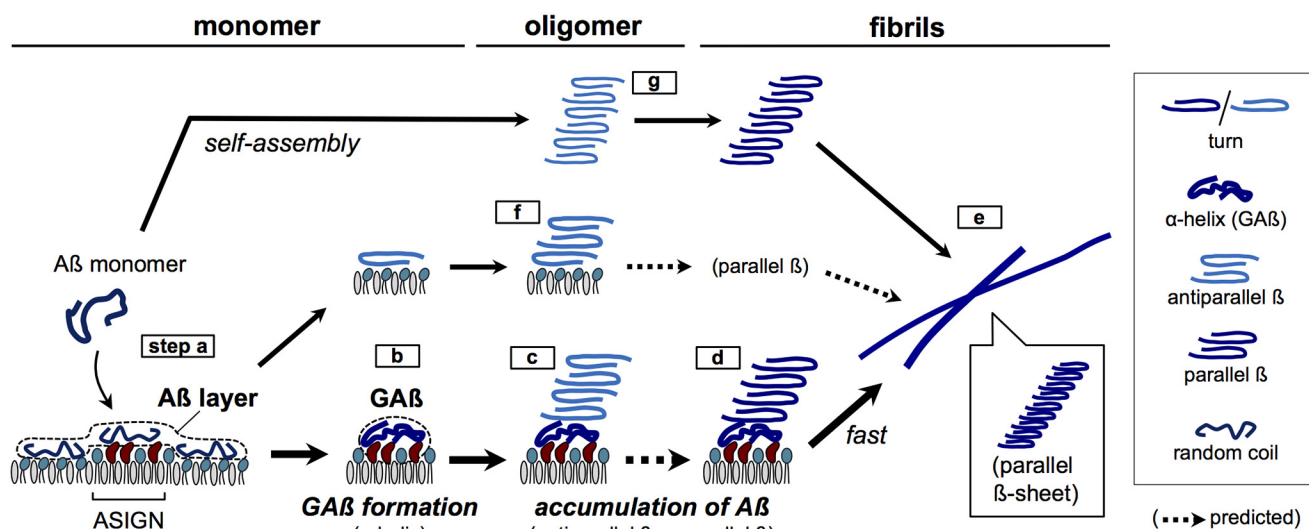 monomer
oligomer
fibrils
g
self-assembly
f
e
Aß monomer
(parallel ß)
step a
b
c
d
Aß layer
GAß
fast
(parallel
ß-sheet)
GAß formation
accumulation of Aß
ASIGN
turn
α-helix (GAß)
antiparallel ß
parallel ß
random coil
( predicted)